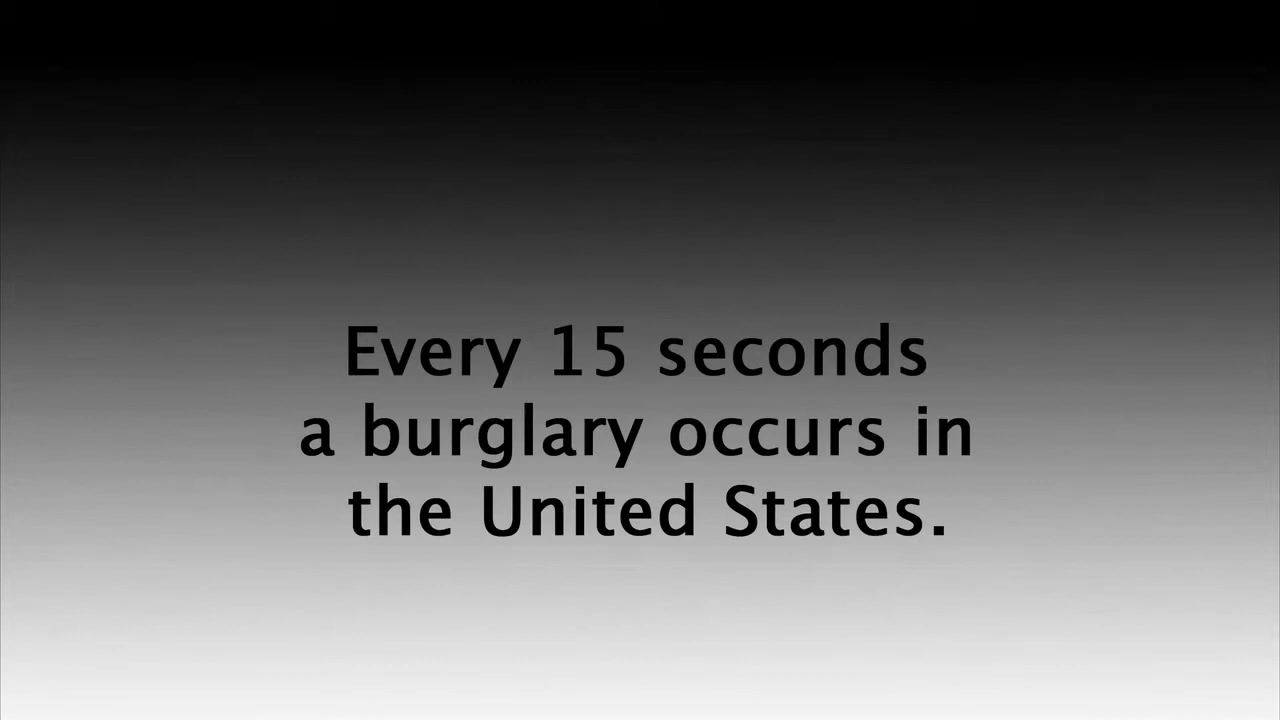 Every 15 seconds
a burglary occurs in
the United States.